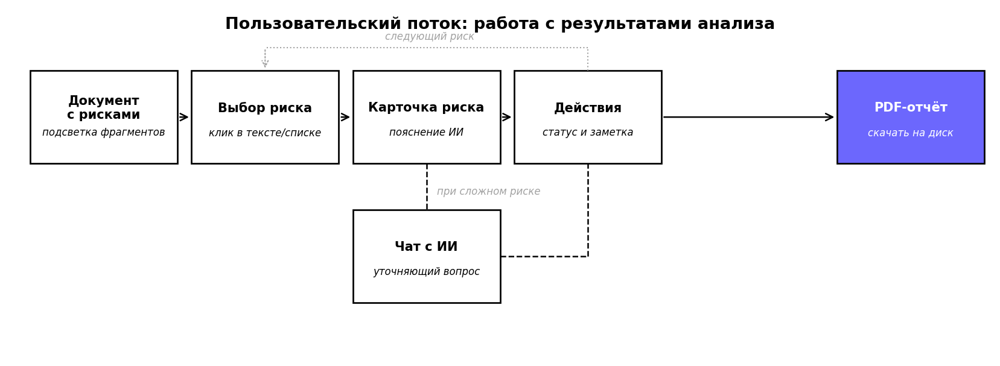 Пользовательский поток: работа с результатами анализа
следующий риск
Документ
с рисками
подсветка фрагментов
Выбор риска
клик в тексте/списке
Карточка риска
пояснение ИИ
Действия
статус и заметка
PDF-отчёт
скачать на диск
при сложном риске
Чат с ИИ
уточняющий вопрос